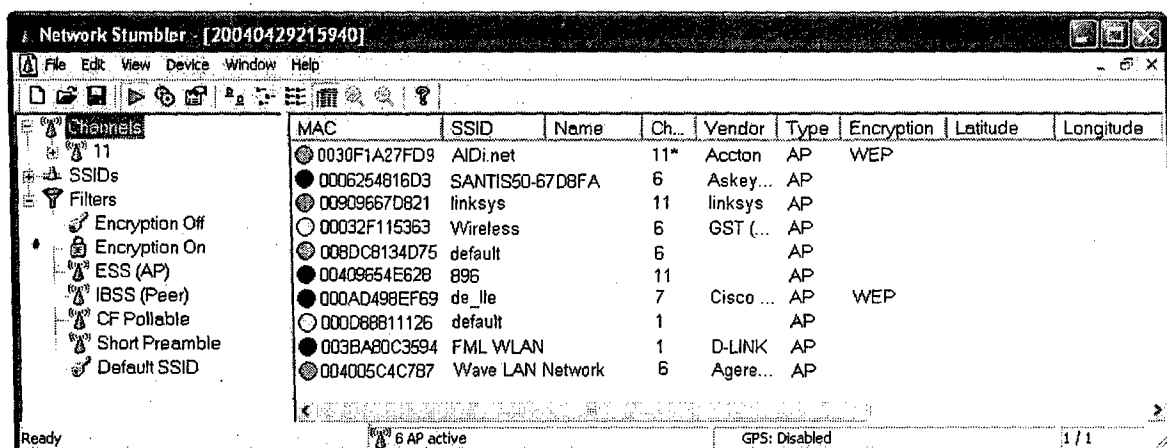 Network Stumbler - [20040429215940]
File Edit View Device Window Help
Channels
11
SSIDs
Filters
Encryption Off
Encryption On
ESS (AP)
IBSS (Peer)
CF Pollable
Short Preamble
Default SSID
MAC SSID Name Ch... Vendor Type Encryption Latitude Longitude
0030F1A27FD9 AIDi.net 11* Accton AP WEP
0006254816D3 SANTIS50-67D8FA 6 Askey... AP
00909667D821 linksys 11 linksys AP
00032F115363 Wireless 6 GST (... AP
008DC8134D75 default 6 AP
00409654E628 896 11 AP
000AD498EF69 de_lle 7 Cisco ... AP WEP
000D88811126 default 1 AP
003BA80C3594 FML WLAN 1 D-LINK AP
004005C4C787 Wave LAN Network 6 Agere... AP
Ready 6 AP active GPS: Disabled 1 / 1